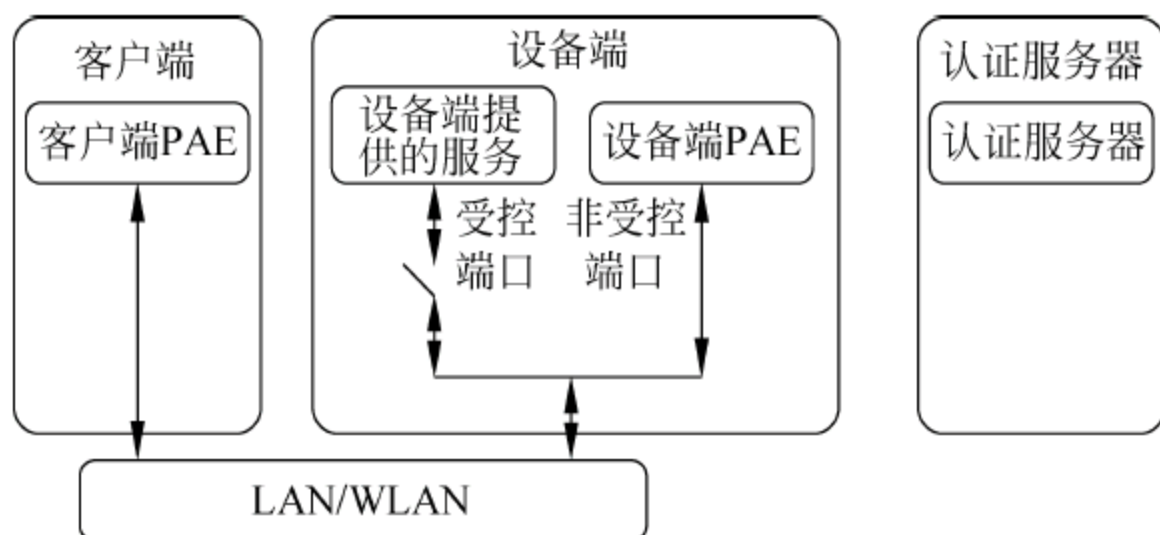 客户端
客户端PAE
设备端
设备端提
供的服务
设备端PAE
受控
端口
非受控
端口
认证服务器
认证服务器
LAN/WLAN